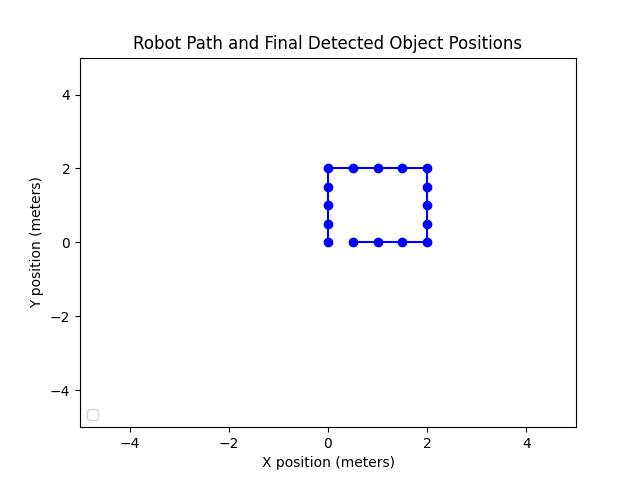 Robot Path and Final Detected Object Positions
4
2
0
−2
−4
Y position (meters)
−4 −2 0 2 4
X position (meters)